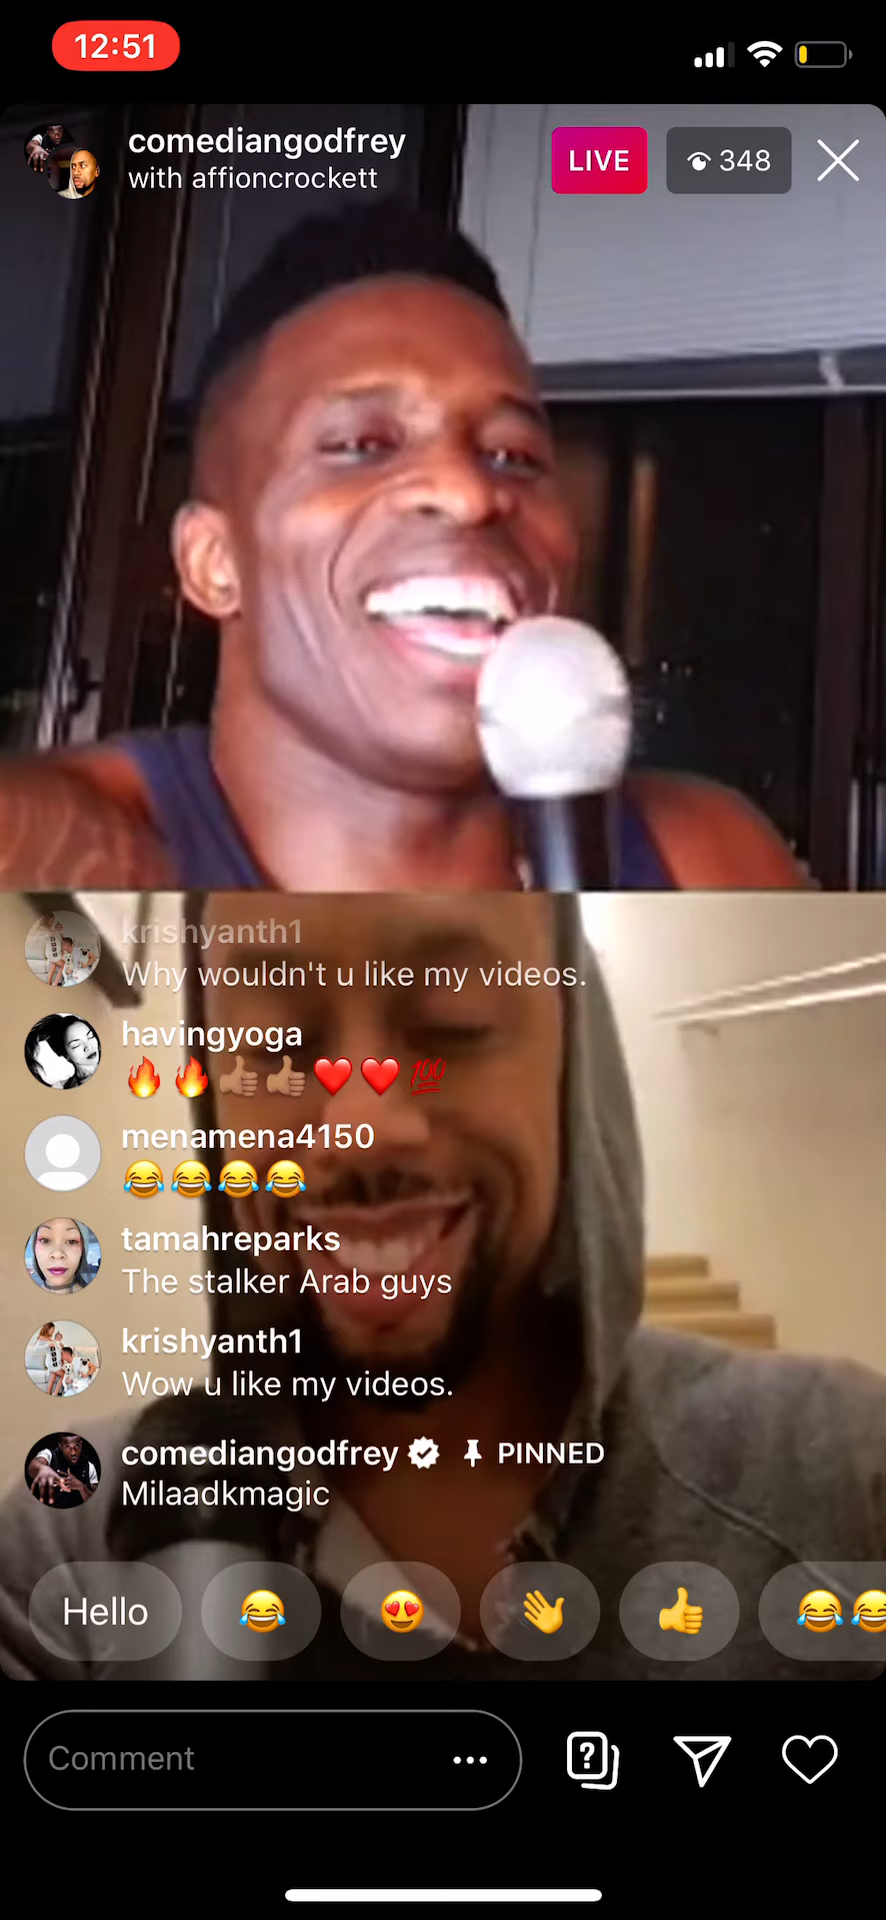 12:51
comediangodfrey
with affioncrockett
LIVE
348
krishyanth1
Why wouldn't u like my videos.
havingyoga
🔥🔥👍🏽👍🏽❤️❤️💯
menamena4150
😂😂😂😂
tamahreparks
The stalker Arab guys
krishyanth1
Wow u like my videos.
comediangodfrey PINNED
Milaadkmagic
Hello 😂 😍 👋 👍 😂😂
Comment